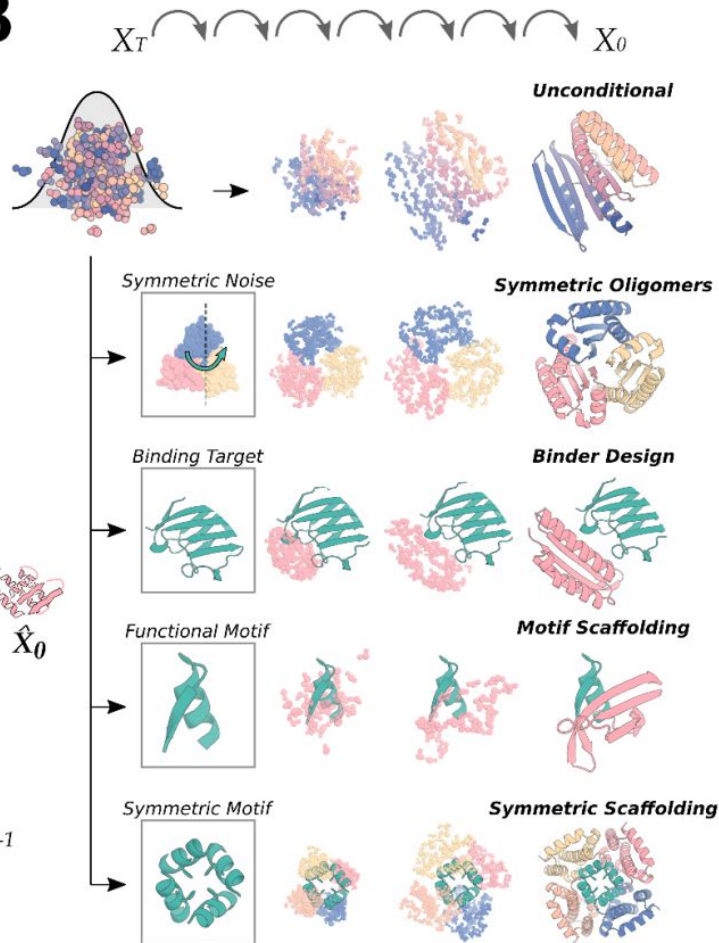 B
X_T X_0
Unconditional
Symmetric Noise
Symmetric Oligomers
Binding Target
Binder Design
X̂_0
Functional Motif
Motif Scaffolding
Symmetric Motif
Symmetric Scaffolding
-1